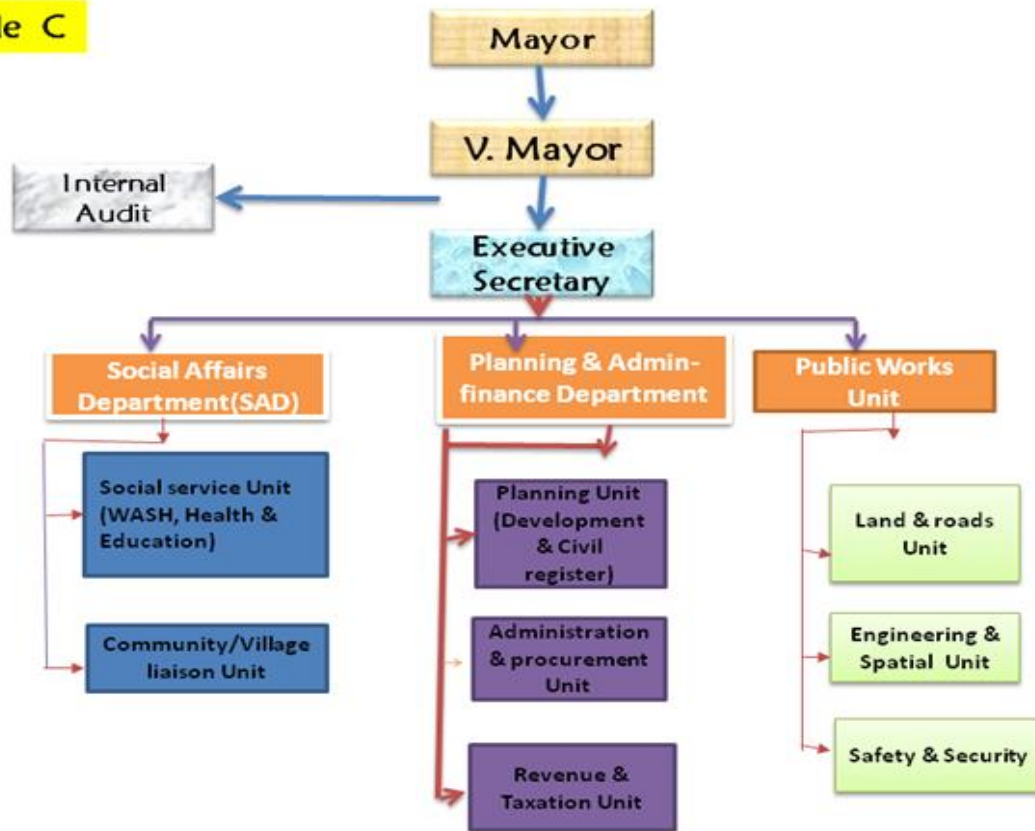 le C
Mayor
V. Mayor
Internal
Audit
Executive
Secretary
Social Affairs
Department(SAD)
Planning & Admin-
finance Department
Public Works
Unit
Social service Unit
(WASH, Health &
Education)
Community/Village
liaison Unit
Planning Unit
(Development
& Civil
register)
Administration
& procurement
Unit
Revenue &
Taxation Unit
Land & roads
Unit
Engineering &
Spatial Unit
Safety & Security